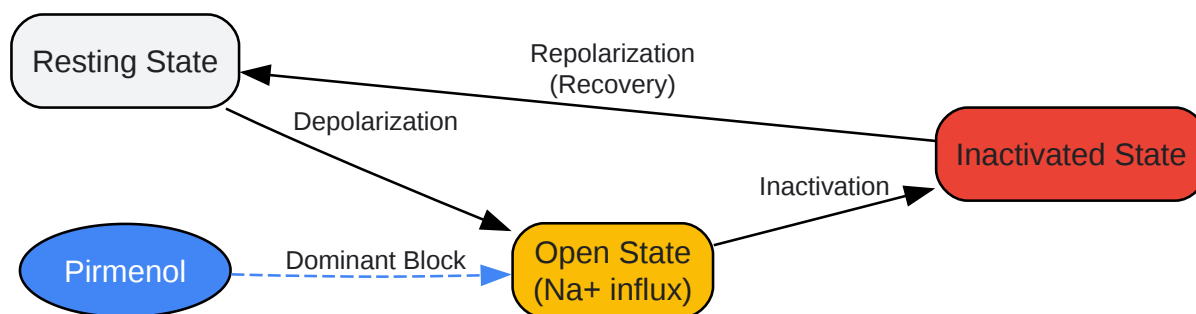 Resting State
Repolarization
(Recovery)
Depolarization
Inactivated State
Inactivation
Pirmenol
Dominant Block
Open State
(Na+ influx)